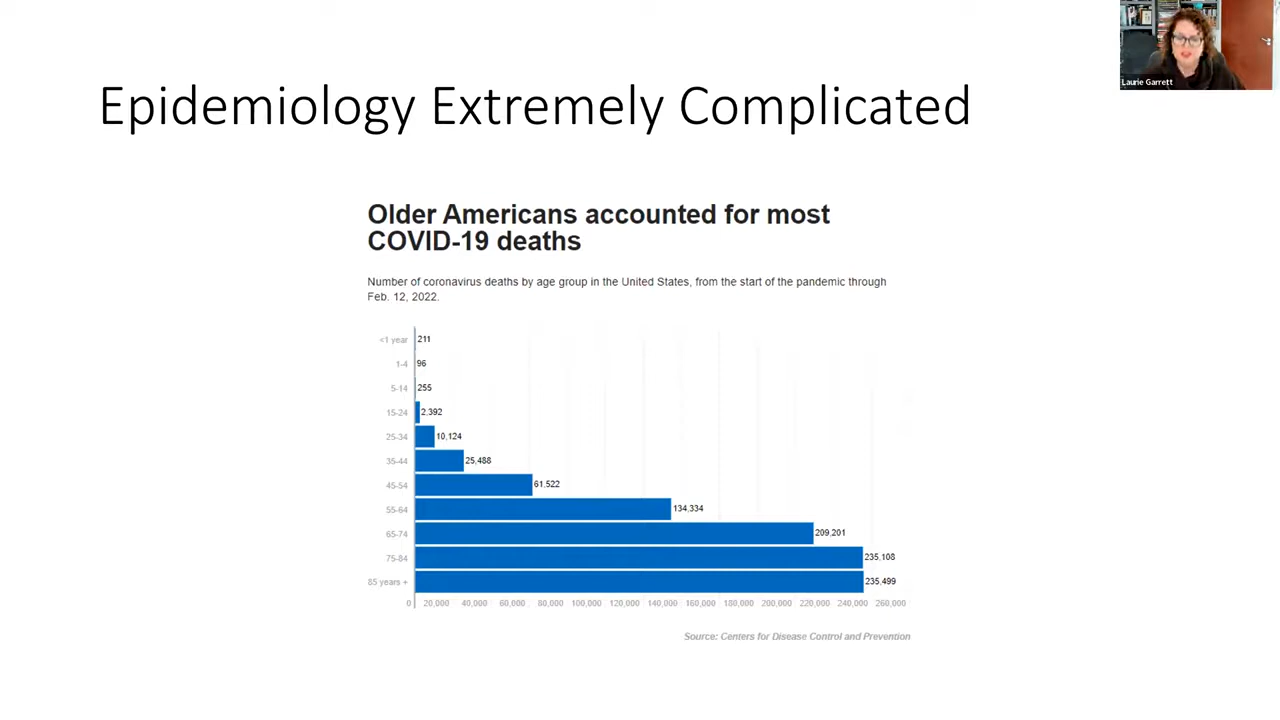 Laurie Garrett
Epidemiology Extremely Complicated
Older Americans accounted for most
COVID-19 deaths
Number of coronavirus deaths by age group in the United States, from the start of the pandemic through
Feb. 12, 2022.
<1 year 211
1-4 96
5-14 255
15-24 2,392
25-34 10,124
35-44 25,488
45-54 61,522
55-64 134,334
65-74 209,201
75-84 235,108
85 years + 235,499
0 20,000 40,000 60,000 80,000 100,000 120,000 140,000 160,000 180,000 200,000 220,000 240,000 260,000
Source: Centers for Disease Control and Prevention